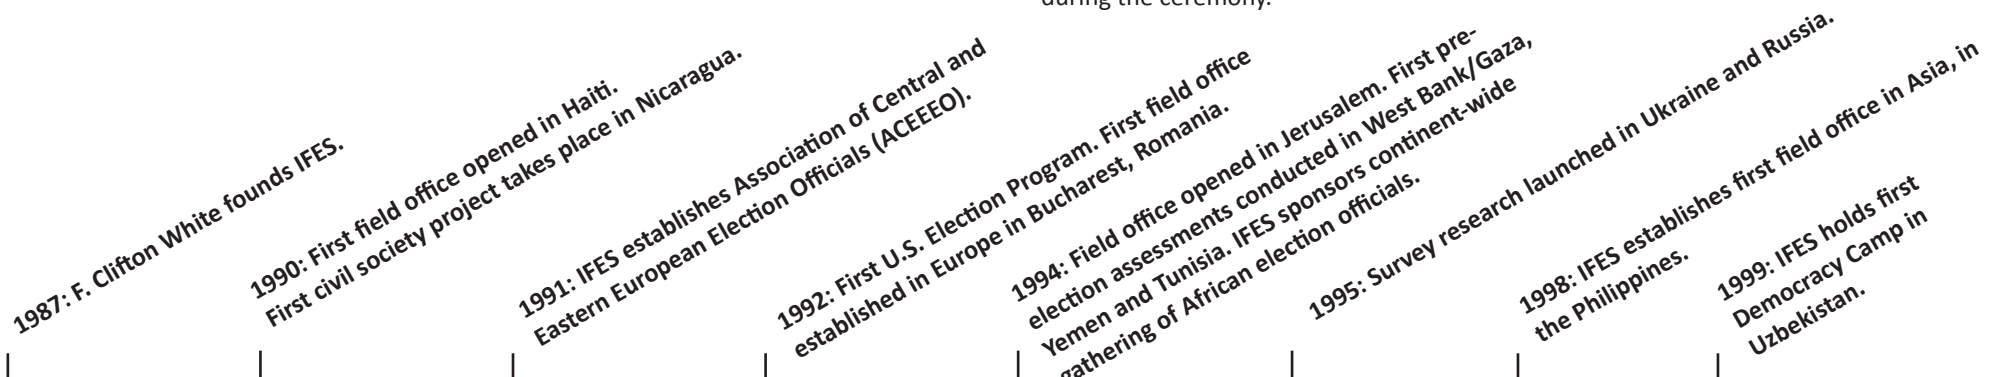 during the ceremony.
1987: F. Clifton White founds IFES.
1990: First field office opened in Haiti.
First civil society project takes place in Nicaragua.
1991: IFES establishes Association of Central and
Eastern European Election Officials (ACEEEO).
1992: First U.S. Election Program. First field office
established in Europe in Bucharest, Romania.
1994: Field office opened in Jerusalem. First pre-
election assessments conducted in West Bank/Gaza,
Yemen and Tunisia. IFES sponsors continent-wide
gathering of African election officials.
1995: Survey research launched in Ukraine and Russia.
1998: IFES establishes first field office in Asia, in
the Philippines.
1999: IFES holds first
Democracy Camp in
Uzbekistan.